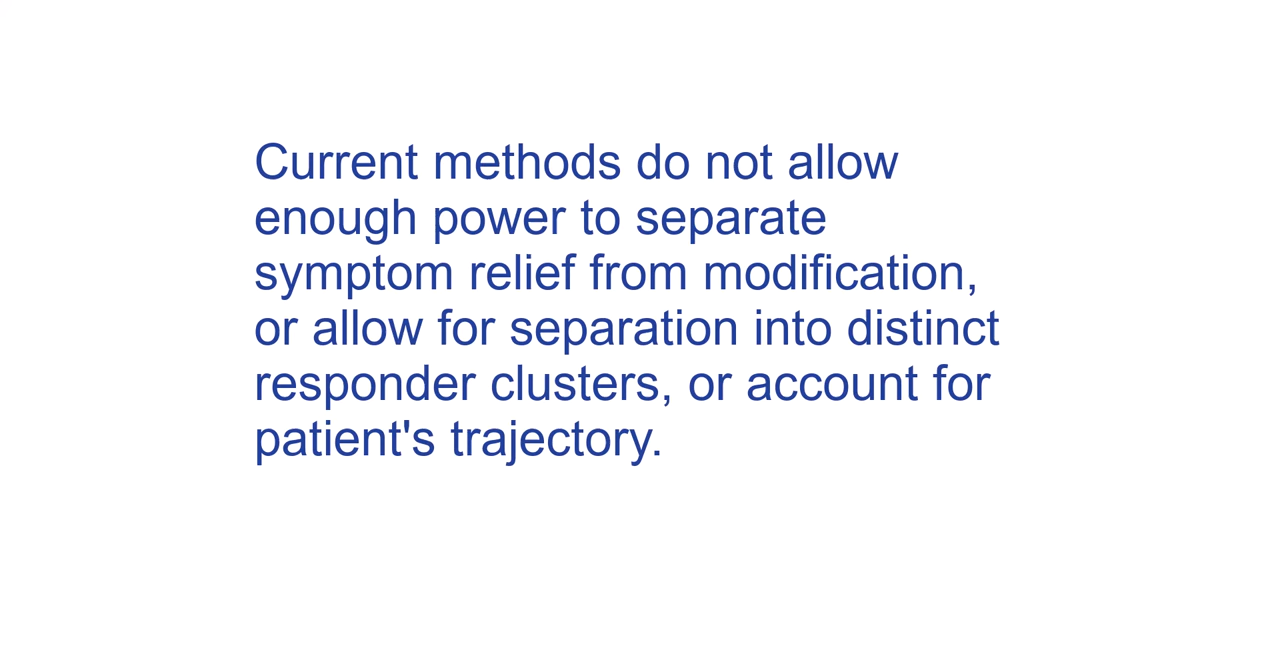 Current methods do not allow
enough power to separate
symptom relief from modification,
or allow for separation into distinct
responder clusters, or account for
patient's trajectory.